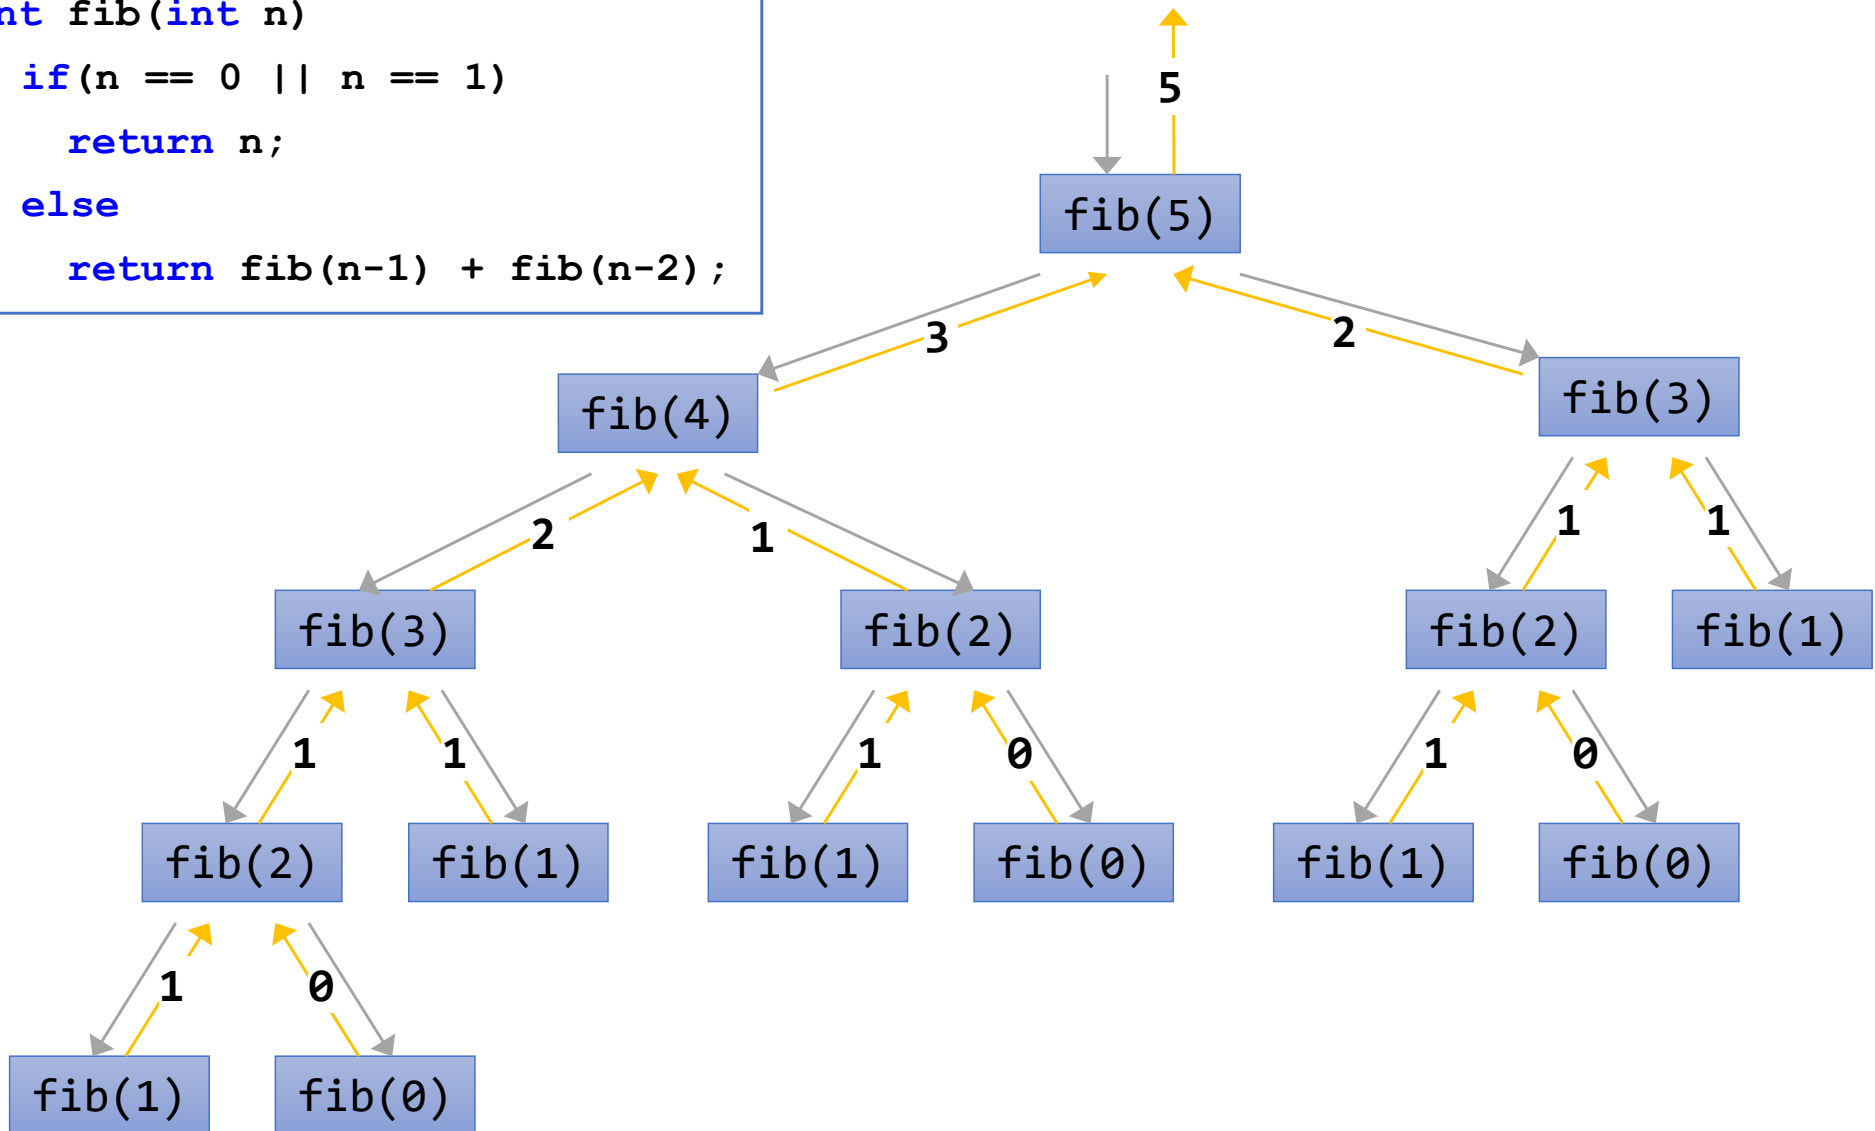 nt fib(int n)
if(n == 0 || n == 1)
return n;
else
return fib(n-1) + fib(n-2);
5
fib(5)
3
2
fib(4)
fib(3)
2
1
1
1
fib(3)
fib(2)
fib(2)
fib(1)
1
1
1
0
1
0
fib(2)
fib(1)
fib(1)
fib(0)
fib(1)
fib(0)
1
0
fib(1)
fib(0)